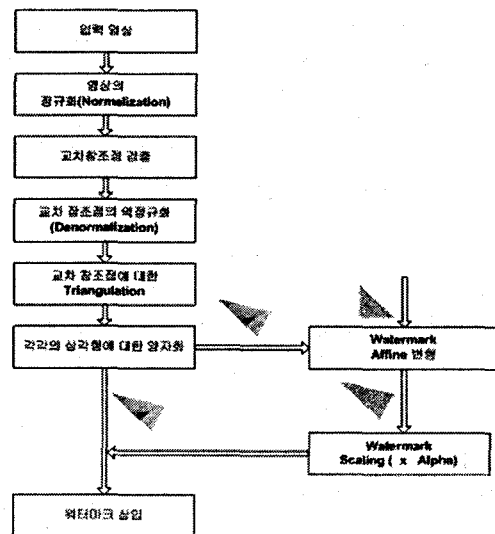 입력 영상
영상의
정규화(Normalization)
교차참조점 검출
교차 참조점의 역정규화
(Denormalization)
교차 참조점에 대한
Triangulation
각각의 삼각형에 대한 양자화
Watermark
Affine 변형
Watermark
Scaling ( x Alpha)
워터마크 삽입